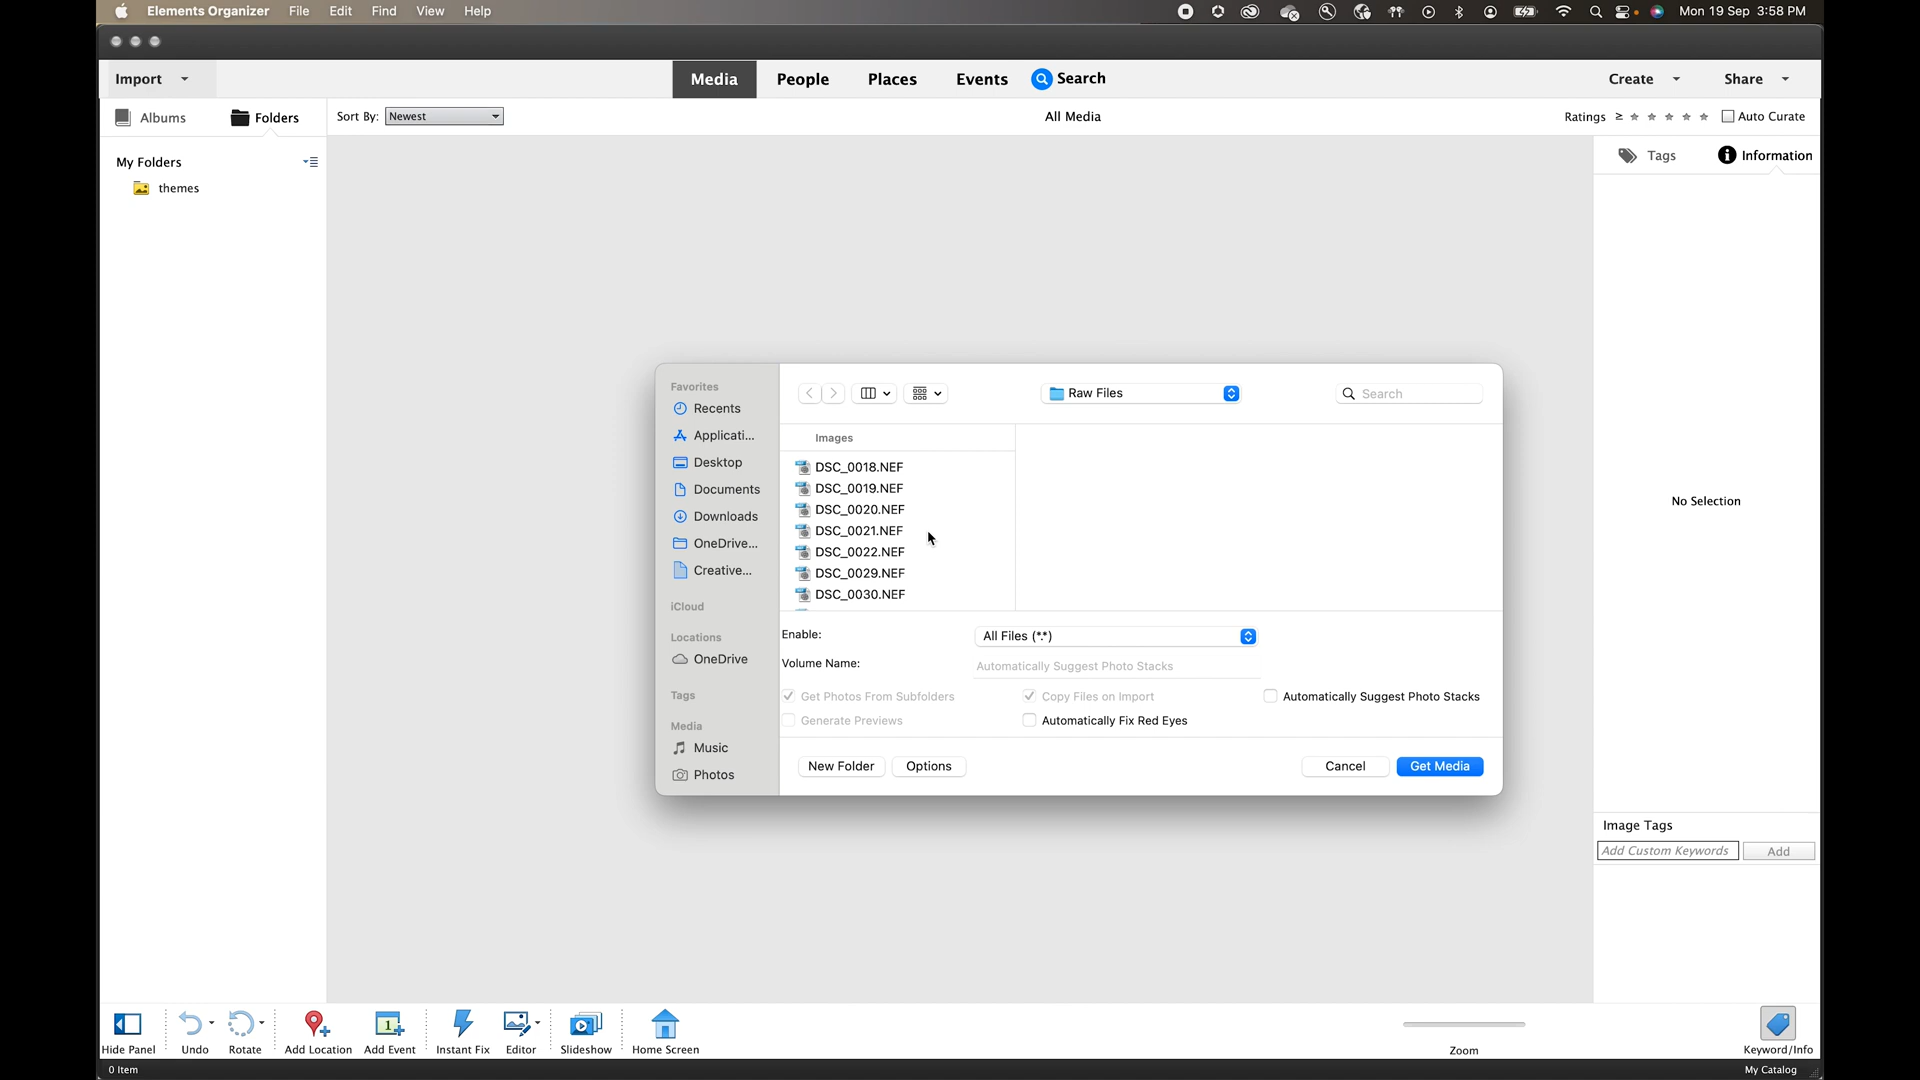 Elements Organizer File Edit Find View Help
Mon 19 Sep 3:58 PM
Import Media People Places Events Search Create Share
Albums Folders Sort By: Newest All Media Ratings ≥ Auto Curate
My Folders
themes
Tags Information
No Selection
Favorites
Recents
Applicati...
Desktop
Documents
Downloads
OneDrive...
Creative...
iCloud
Locations
OneDrive
Tags
Media
Music
Photos
Raw Files
Search
Images
DSC_0018.NEF
DSC_0019.NEF
DSC_0020.NEF
DSC_0021.NEF
DSC_0022.NEF
DSC_0029.NEF
DSC_0030.NEF
Enable: All Files (*.*)
Volume Name: Automatically Suggest Photo Stacks
Get Photos From Subfolders Copy Files on Import Automatically Suggest Photo Stacks
Generate Previews Automatically Fix Red Eyes
New Folder Options Cancel Get Media
Image Tags
Add Custom Keywords Add
1
Hide Panel Undo Rotate Add Location Add Event Instant Fix Editor Slideshow Home Screen Zoom Keyword/Info
0 Item My Catalog